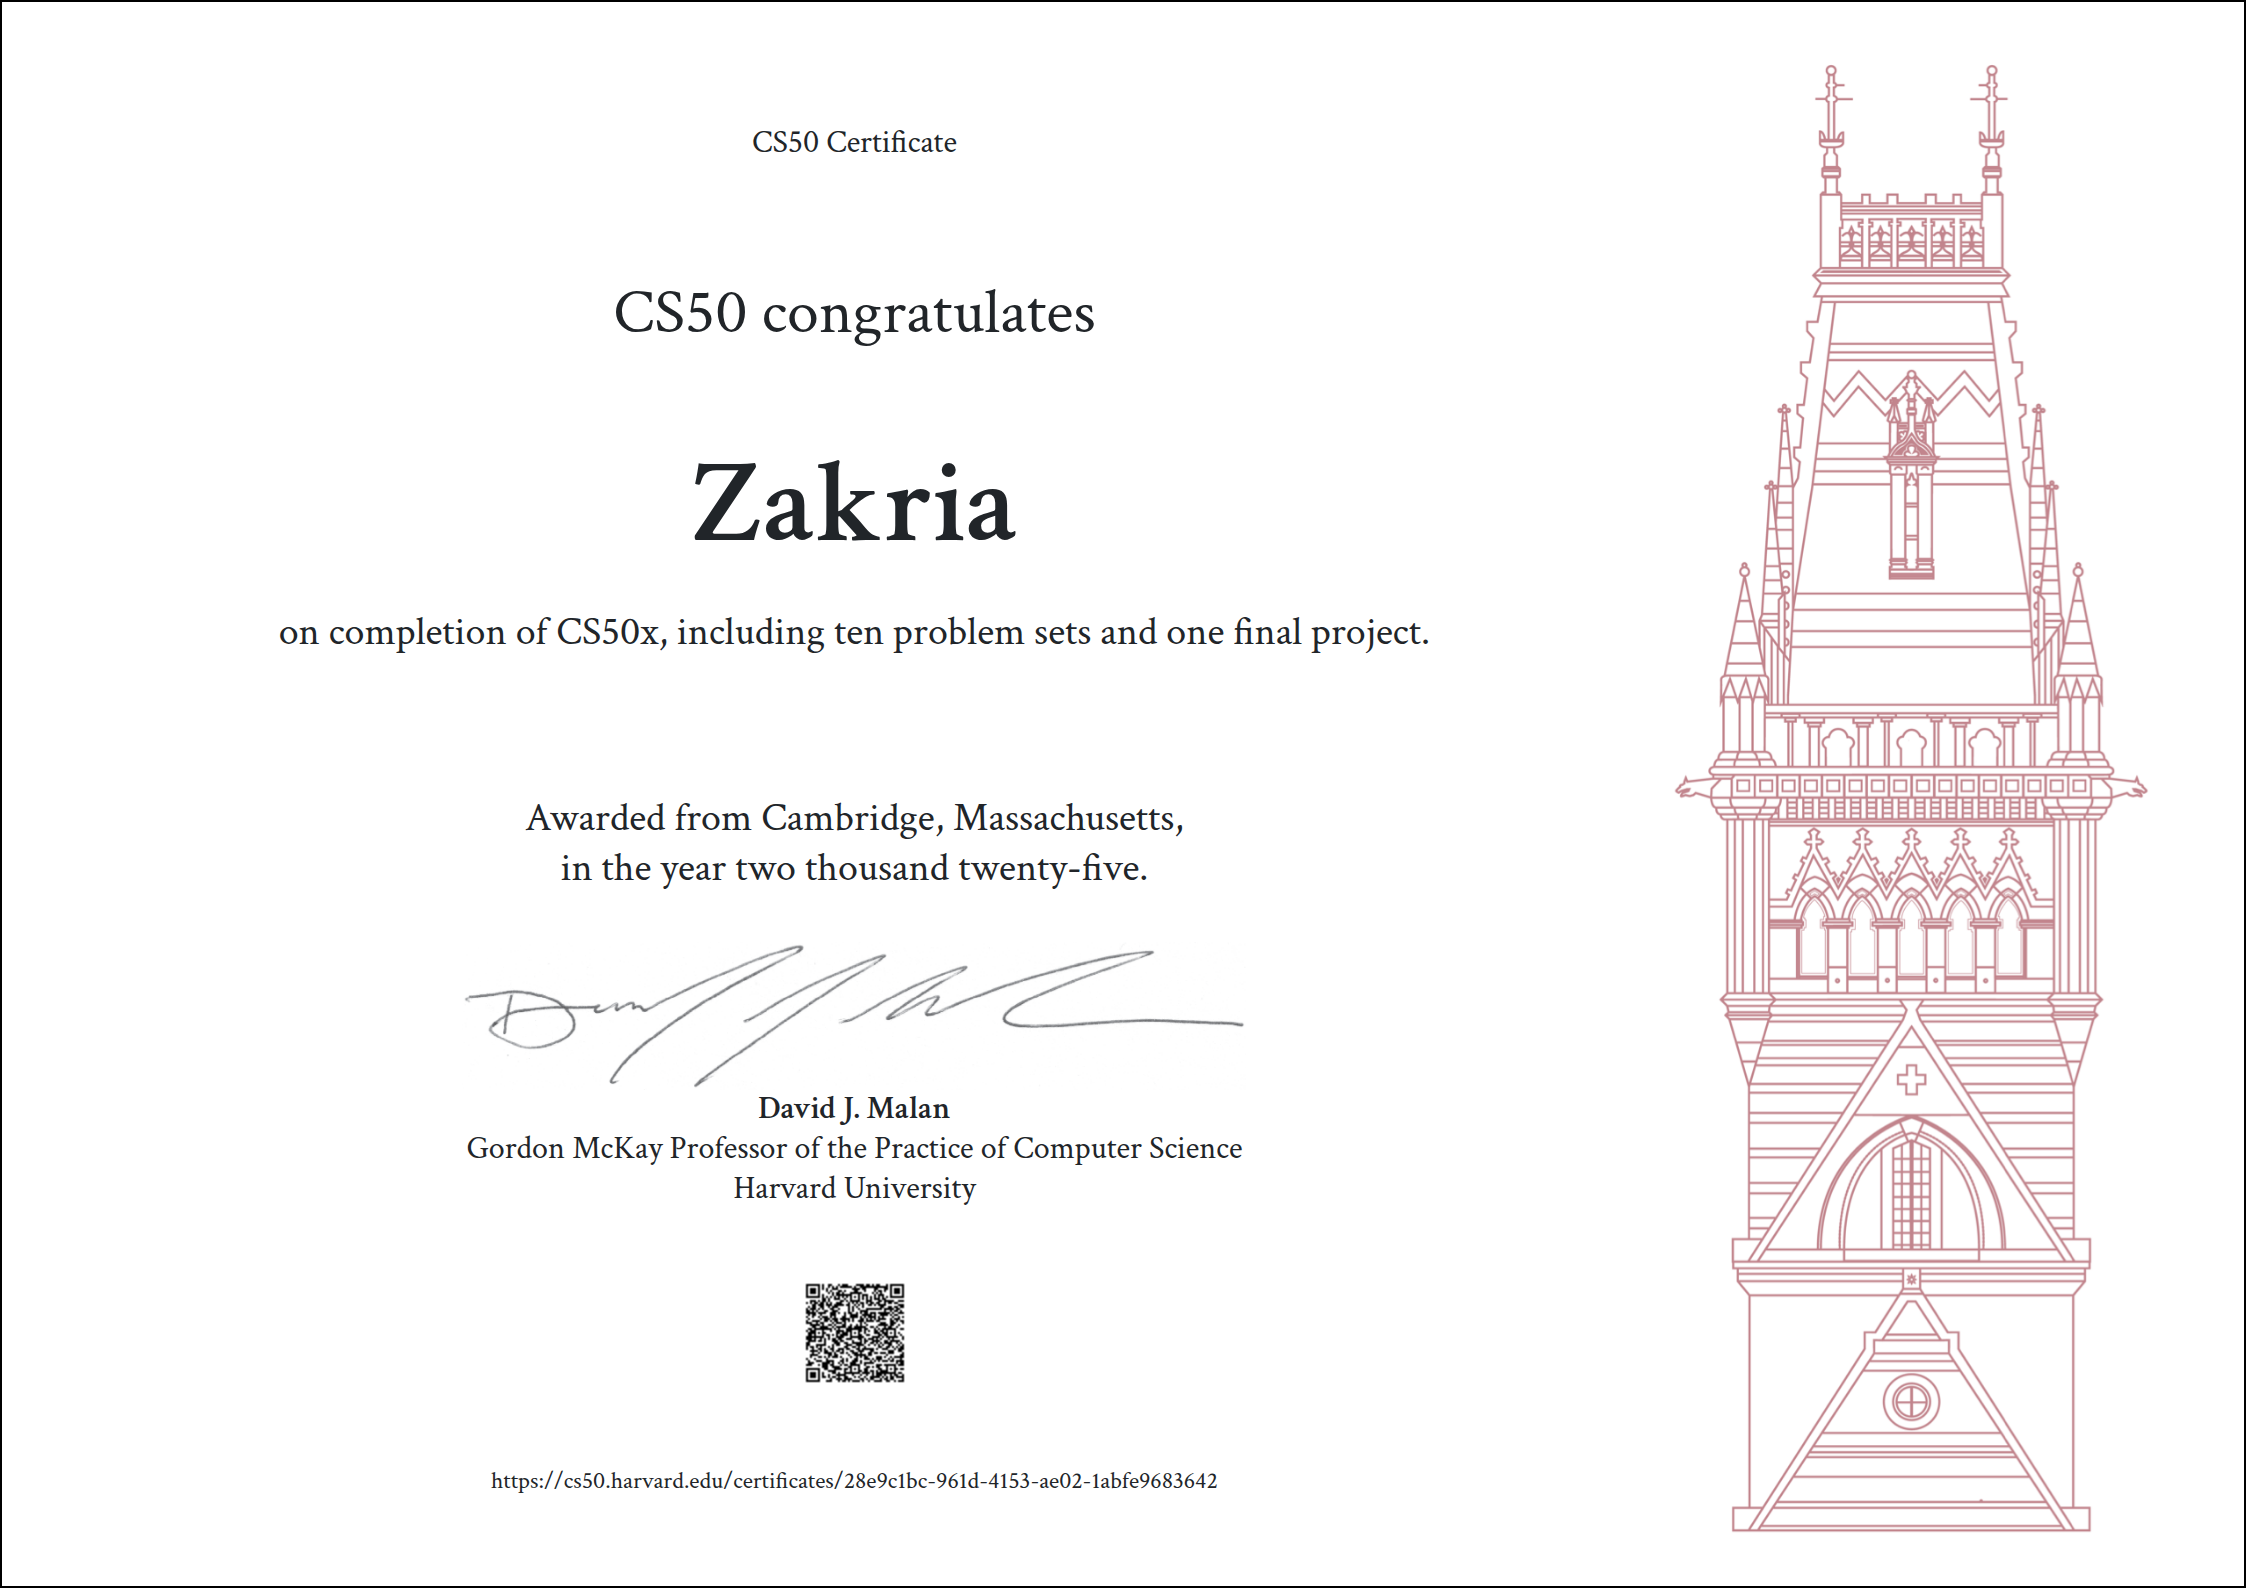 CS50 Certificate
CS50 congratulates
Zakria
on completion of CS50x, including ten problem sets and one final project.
Awarded from Cambridge, Massachusetts,
in the year two thousand twenty-five.
David J. Malan
Gordon McKay Professor of the Practice of Computer Science
Harvard University
https://cs50.harvard.edu/certificates/28e9c1bc-961d-4153-ae02-1abfe9683642